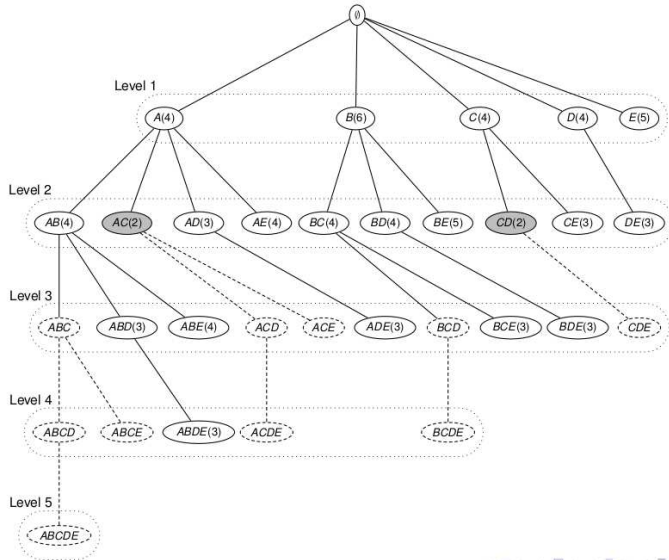 ∅
Level 1
A(4) B(6) C(4) D(4) E(5)
Level 2
AB(4) AC(2) AD(3) AE(4) BC(4) BD(4) BE(5) CD(2) CE(3) DE(3)
Level 3
ABC ABD(3) ABE(4) ACD ACE ADE(3) BCD BCE(3) BDE(3) CDE
Level 4
ABCD ABCE ABDE(3) ACDE BCDE
Level 5
ABCDE